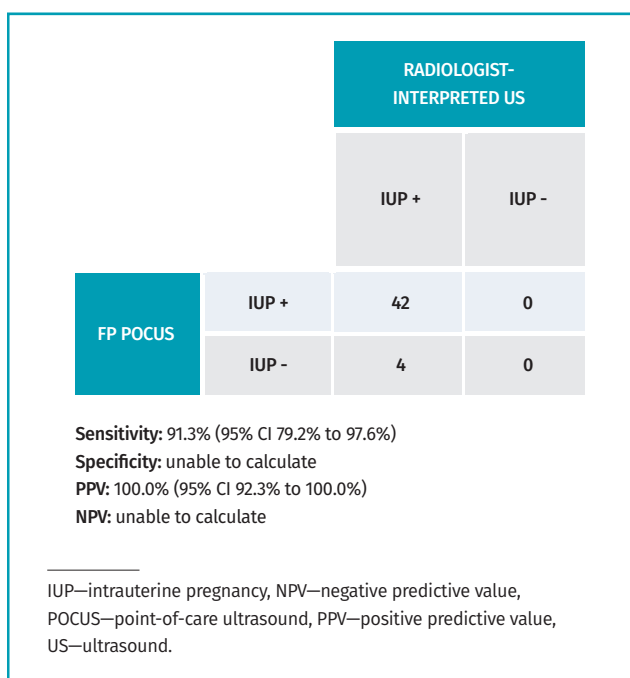 RADIOLOGIST-
INTERPRETED US
IUP + IUP -
FP POCUS
IUP + 42 0
IUP - 4 0
Sensitivity: 91.3% (95% CI 79.2% to 97.6%)
Specificity: unable to calculate
PPV: 100.0% (95% CI 92.3% to 100.0%)
NPV: unable to calculate
IUP—intrauterine pregnancy, NPV—negative predictive value,
POCUS—point-of-care ultrasound, PPV—positive predictive value,
US—ultrasound.